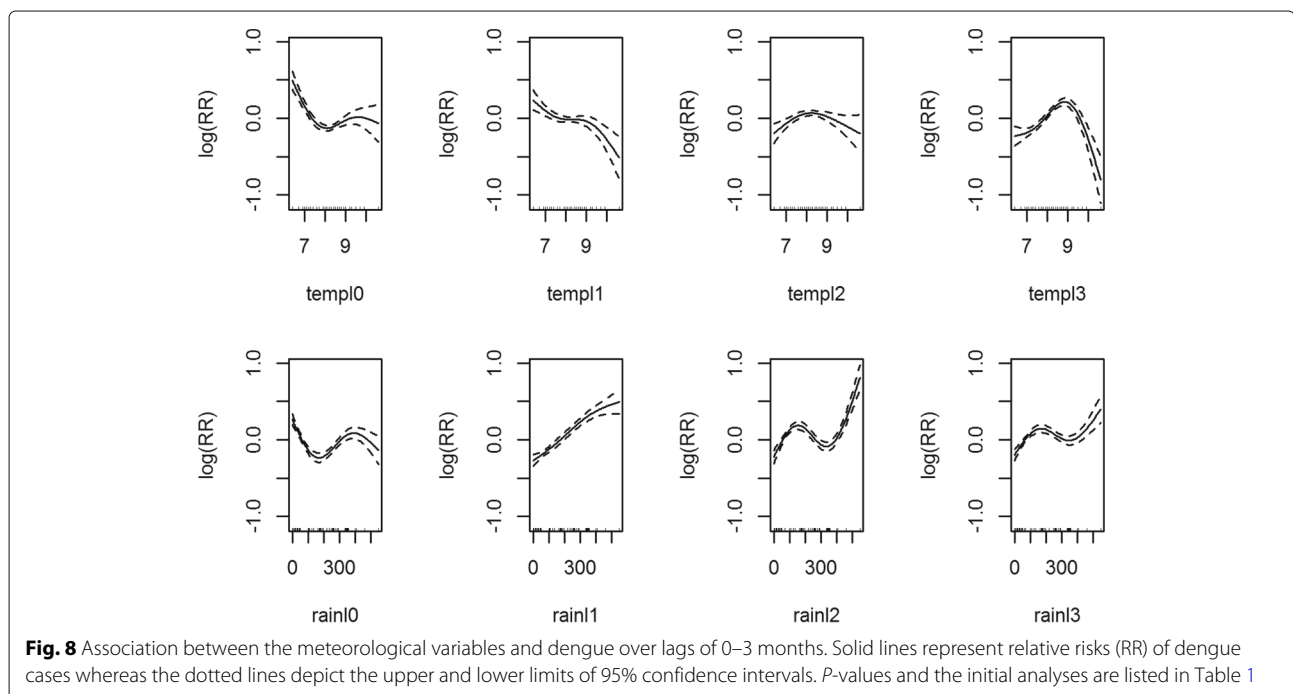 1.0 1.0 1.0 1.0
log(RR) log(RR) log(RR) log(RR)
0.0 0.0 0.0 0.0
-1.0 -1.0 -1.0 -1.0
7 9 7 9 7 9 7 9
templ0 templ1 templ2 templ3
1.0 1.0 1.0 1.0
log(RR) log(RR) log(RR) log(RR)
0.0 0.0 0.0 0.0
-1.0 -1.0 -1.0 -1.0
0 300 0 300 0 300 0 300
rainl0 rainl1 rainl2 rainl3
Fig. 8 Association between the meteorological variables and dengue over lags of 0–3 months. Solid lines represent relative risks (RR) of dengue
cases whereas the dotted lines depict the upper and lower limits of 95% confidence intervals. P-values and the initial analyses are listed in Table 1